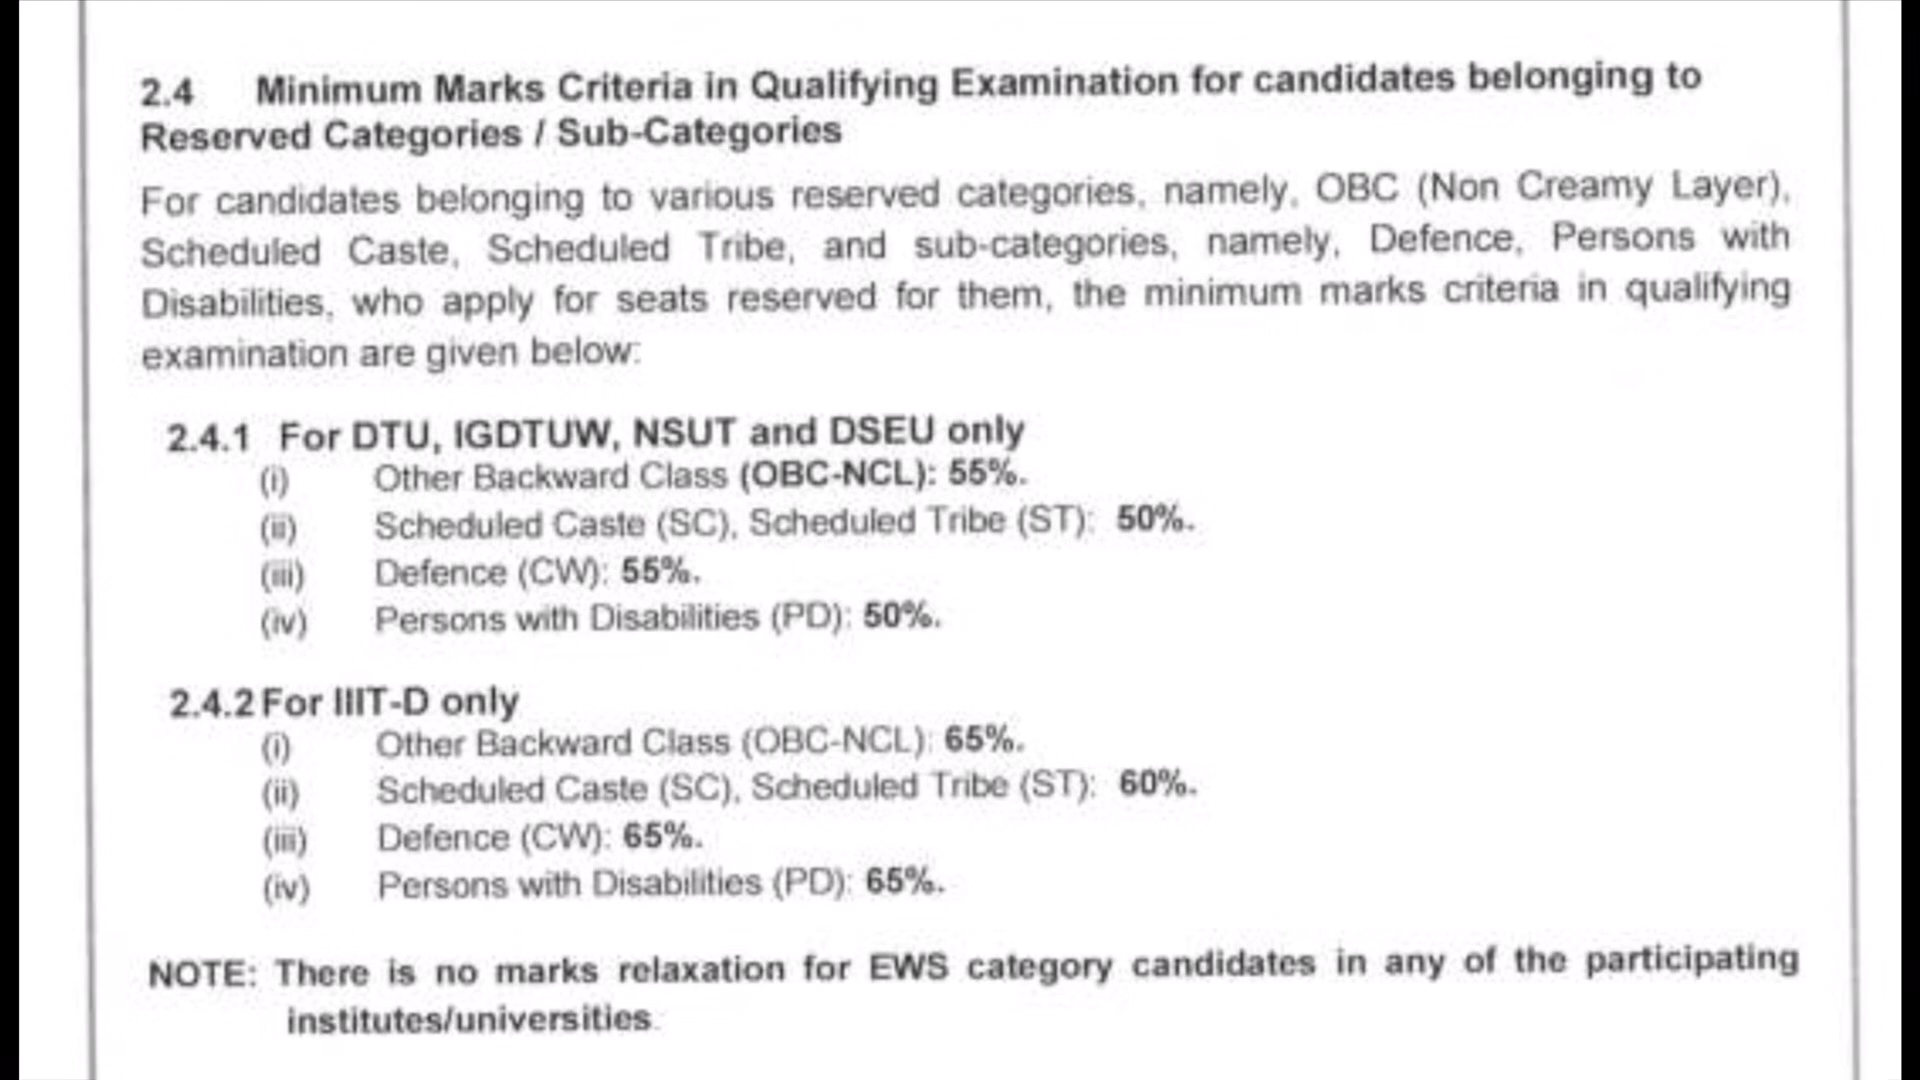 2.4 Minimum Marks Criteria in Qualifying Examination for candidates belonging to
Reserved Categories / Sub-Categories
For candidates belonging to various reserved categories, namely, OBC (Non Creamy Layer),
Scheduled Caste, Scheduled Tribe, and sub-categories, namely, Defence, Persons with
Disabilities, who apply for seats reserved for them, the minimum marks criteria in qualifying
examination are given below:
2.4.1 For DTU, IGDTUW, NSUT and DSEU only
(i) Other Backward Class (OBC-NCL): 55%.
(ii) Scheduled Caste (SC), Scheduled Tribe (ST): 50%.
(iii) Defence (CW): 55%.
(iv) Persons with Disabilities (PD): 50%.
2.4.2 For IIIT-D only
(i) Other Backward Class (OBC-NCL): 65%.
(ii) Scheduled Caste (SC), Scheduled Tribe (ST): 60%.
(iii) Defence (CW): 65%.
(iv) Persons with Disabilities (PD): 65%.
NOTE: There is no marks relaxation for EWS category candidates in any of the participating
institutes/universities.